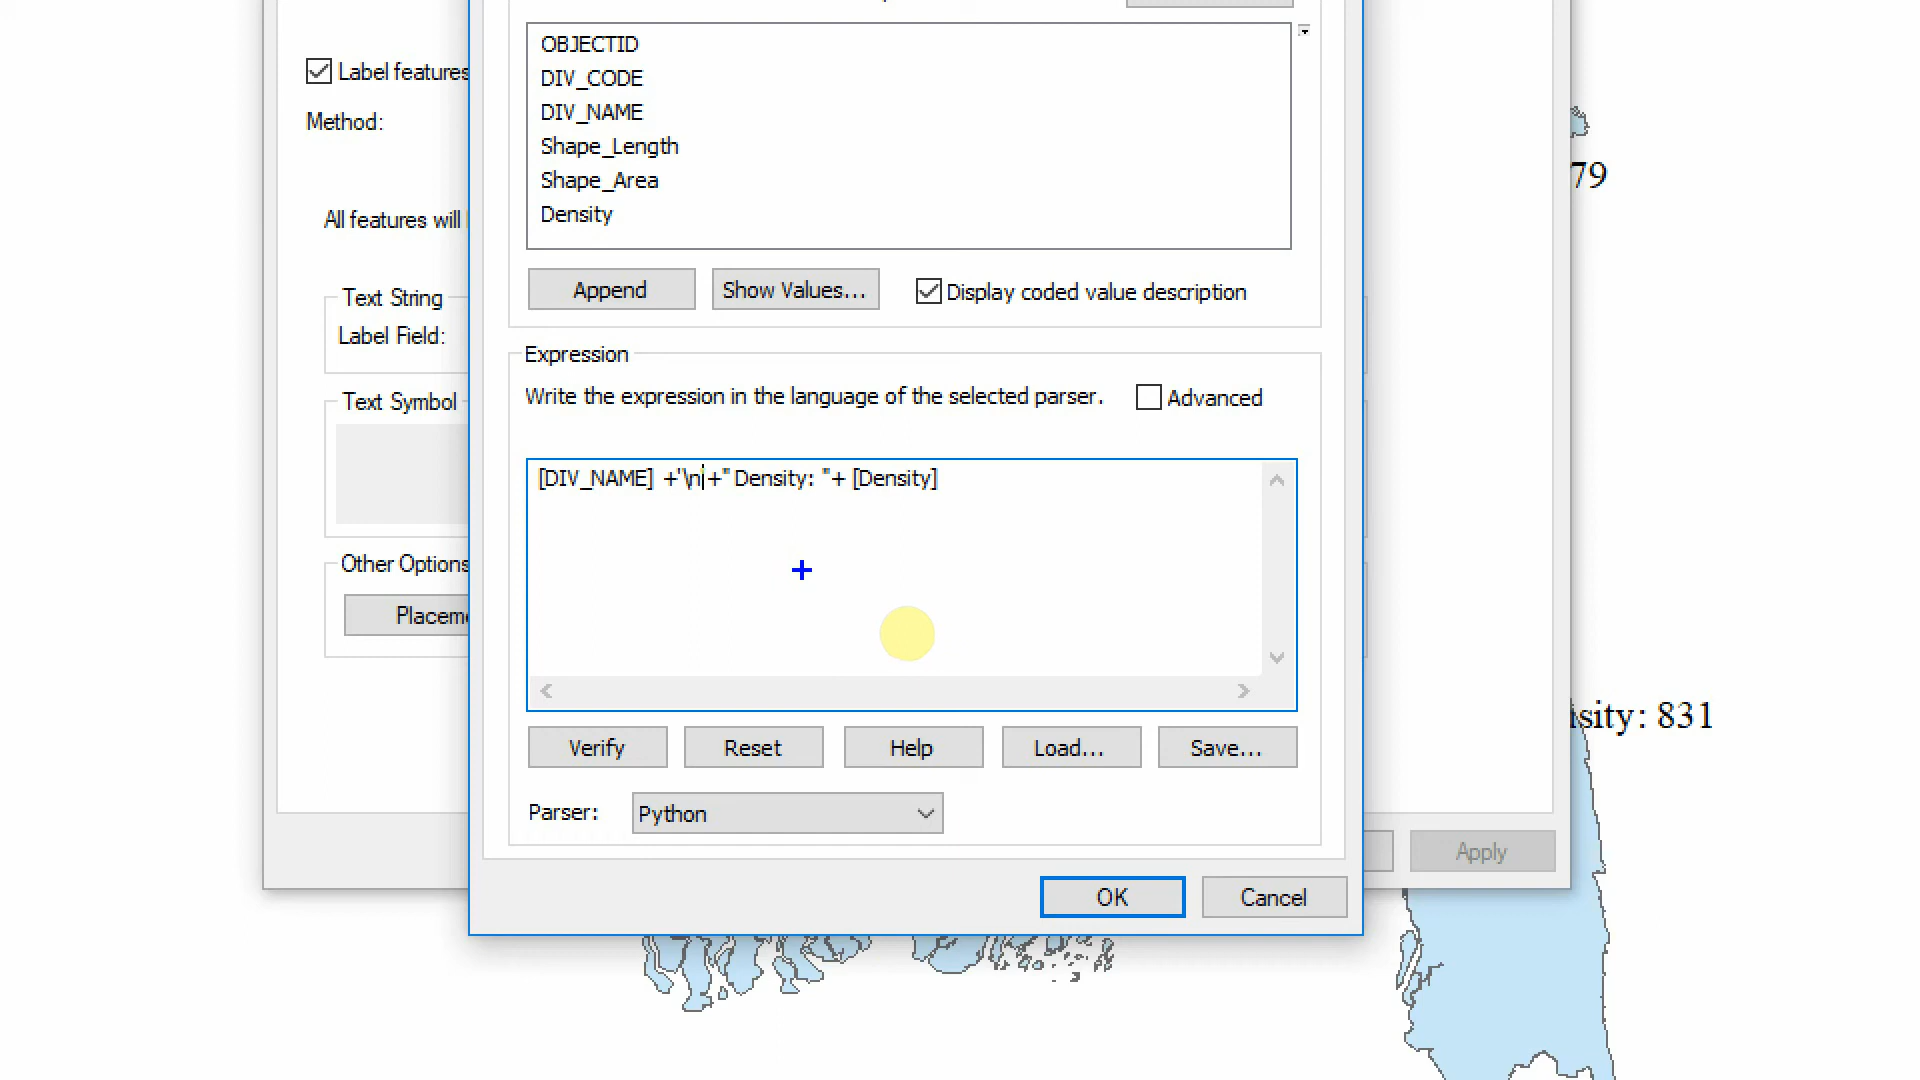 OBJECTID
DIV_CODE
DIV_NAME
Shape_Length
Shape_Area
Density
Label features
Method:
79
All features will
Append
Show Values...
Display coded value description
Text String
Label Field:
Expression
Write the expression in the language of the selected parser.
Advanced
Text Symbol
[DIV_NAME] +'\n'+" Density: "+ [Density]
Other Options
Placeme
sity: 831
Verify
Reset
Help
Load...
Save...
Parser:
Python
Apply
OK
Cancel